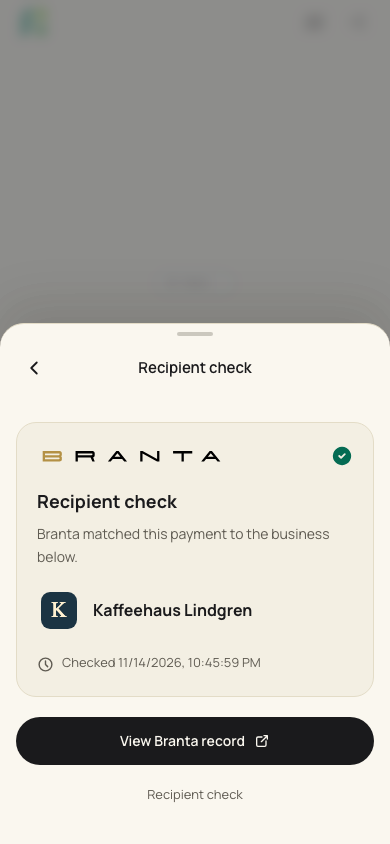 Recipient check
BRANTA
Recipient check
Branta matched this payment to the business
below.
K
Kaffeehaus Lindgren
Checked 11/14/2026, 10:45:59 PM
View Branta record
Recipient check